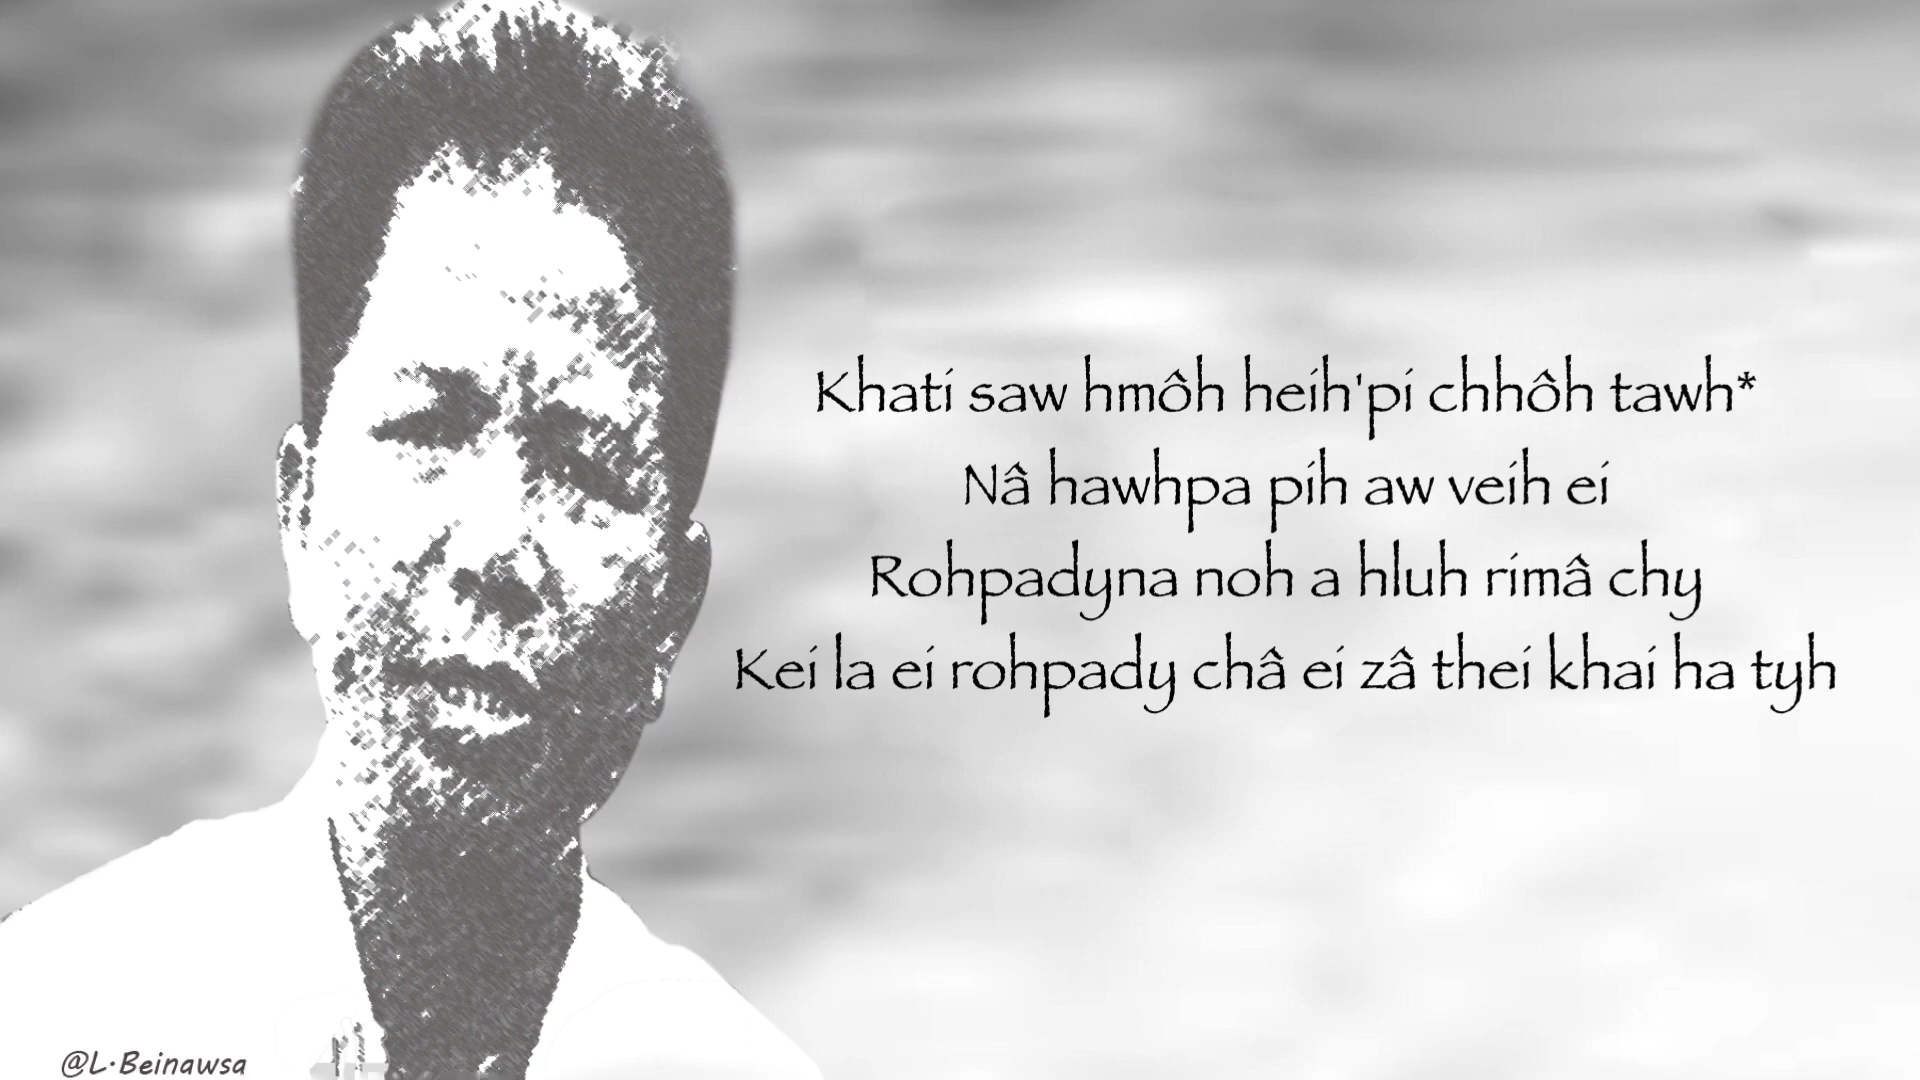 Khati saw hmôh heih'pi chhôh tawh*
Nâ hawhpa pih aw veih ei
Rohpadyna noh a hluh rimâ chy
Kei la ei rohpady châ ei zâ thei khai ha tyh
@L·Beinawsa